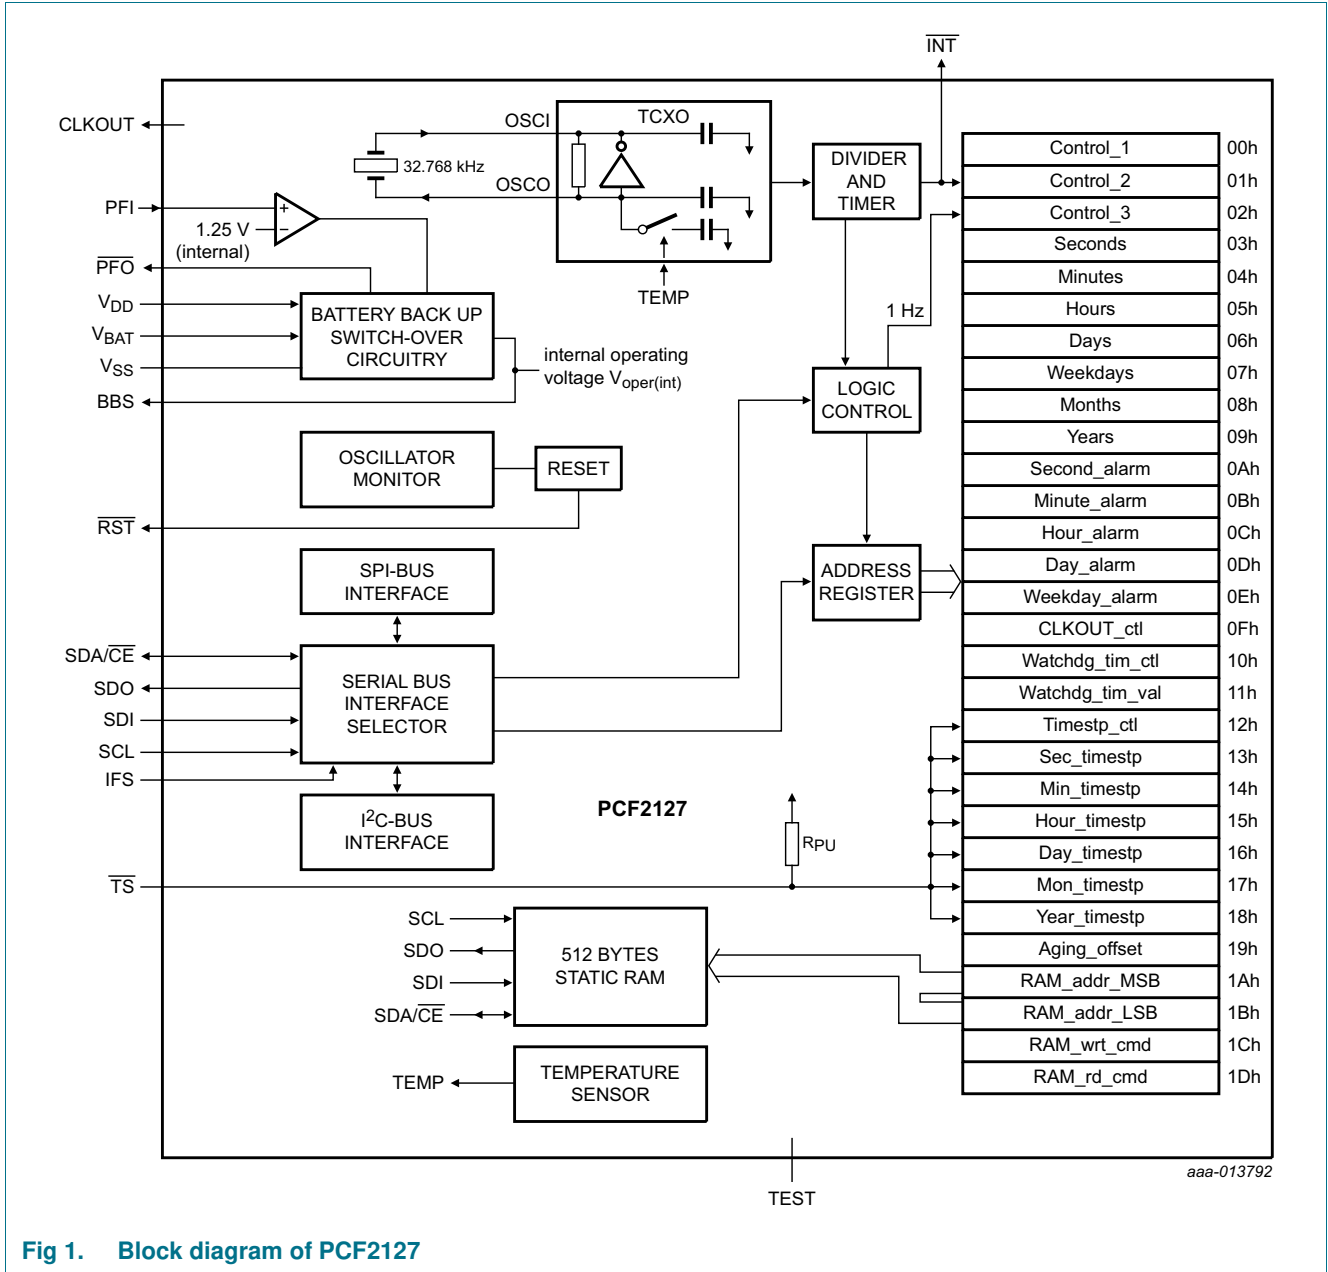 INT
CLKOUT
OSCI
TCXO
32.768 kHz
OSCO
TEMP
DIVIDER
AND
TIMER
PFI
+
1.25 V
−
(internal)
PFO
VDD
VBAT
VSS
BBS
BATTERY BACK UP
SWITCH-OVER
CIRCUITRY
internal operating
voltage Voper(int)
1 Hz
LOGIC
CONTROL
OSCILLATOR
MONITOR
RESET
RST
SPI-BUS
INTERFACE
ADDRESS
REGISTER
SDA/CE
SDO
SDI
SCL
IFS
SERIAL BUS
INTERFACE
SELECTOR
I2C-BUS
INTERFACE
PCF2127
RPU
TS
SCL
SDO
SDI
SDA/CE
512 BYTES
STATIC RAM
TEMP
TEMPERATURE
SENSOR
Control_1 00h
Control_2 01h
Control_3 02h
Seconds 03h
Minutes 04h
Hours 05h
Days 06h
Weekdays 07h
Months 08h
Years 09h
Second_alarm 0Ah
Minute_alarm 0Bh
Hour_alarm 0Ch
Day_alarm 0Dh
Weekday_alarm 0Eh
CLKOUT_ctl 0Fh
Watchdg_tim_ctl 10h
Watchdg_tim_val 11h
Timestp_ctl 12h
Sec_timestp 13h
Min_timestp 14h
Hour_timestp 15h
Day_timestp 16h
Mon_timestp 17h
Year_timestp 18h
Aging_offset 19h
RAM_addr_MSB 1Ah
RAM_addr_LSB 1Bh
RAM_wrt_cmd 1Ch
RAM_rd_cmd 1Dh
TEST
aaa-013792
Fig 1. Block diagram of PCF2127